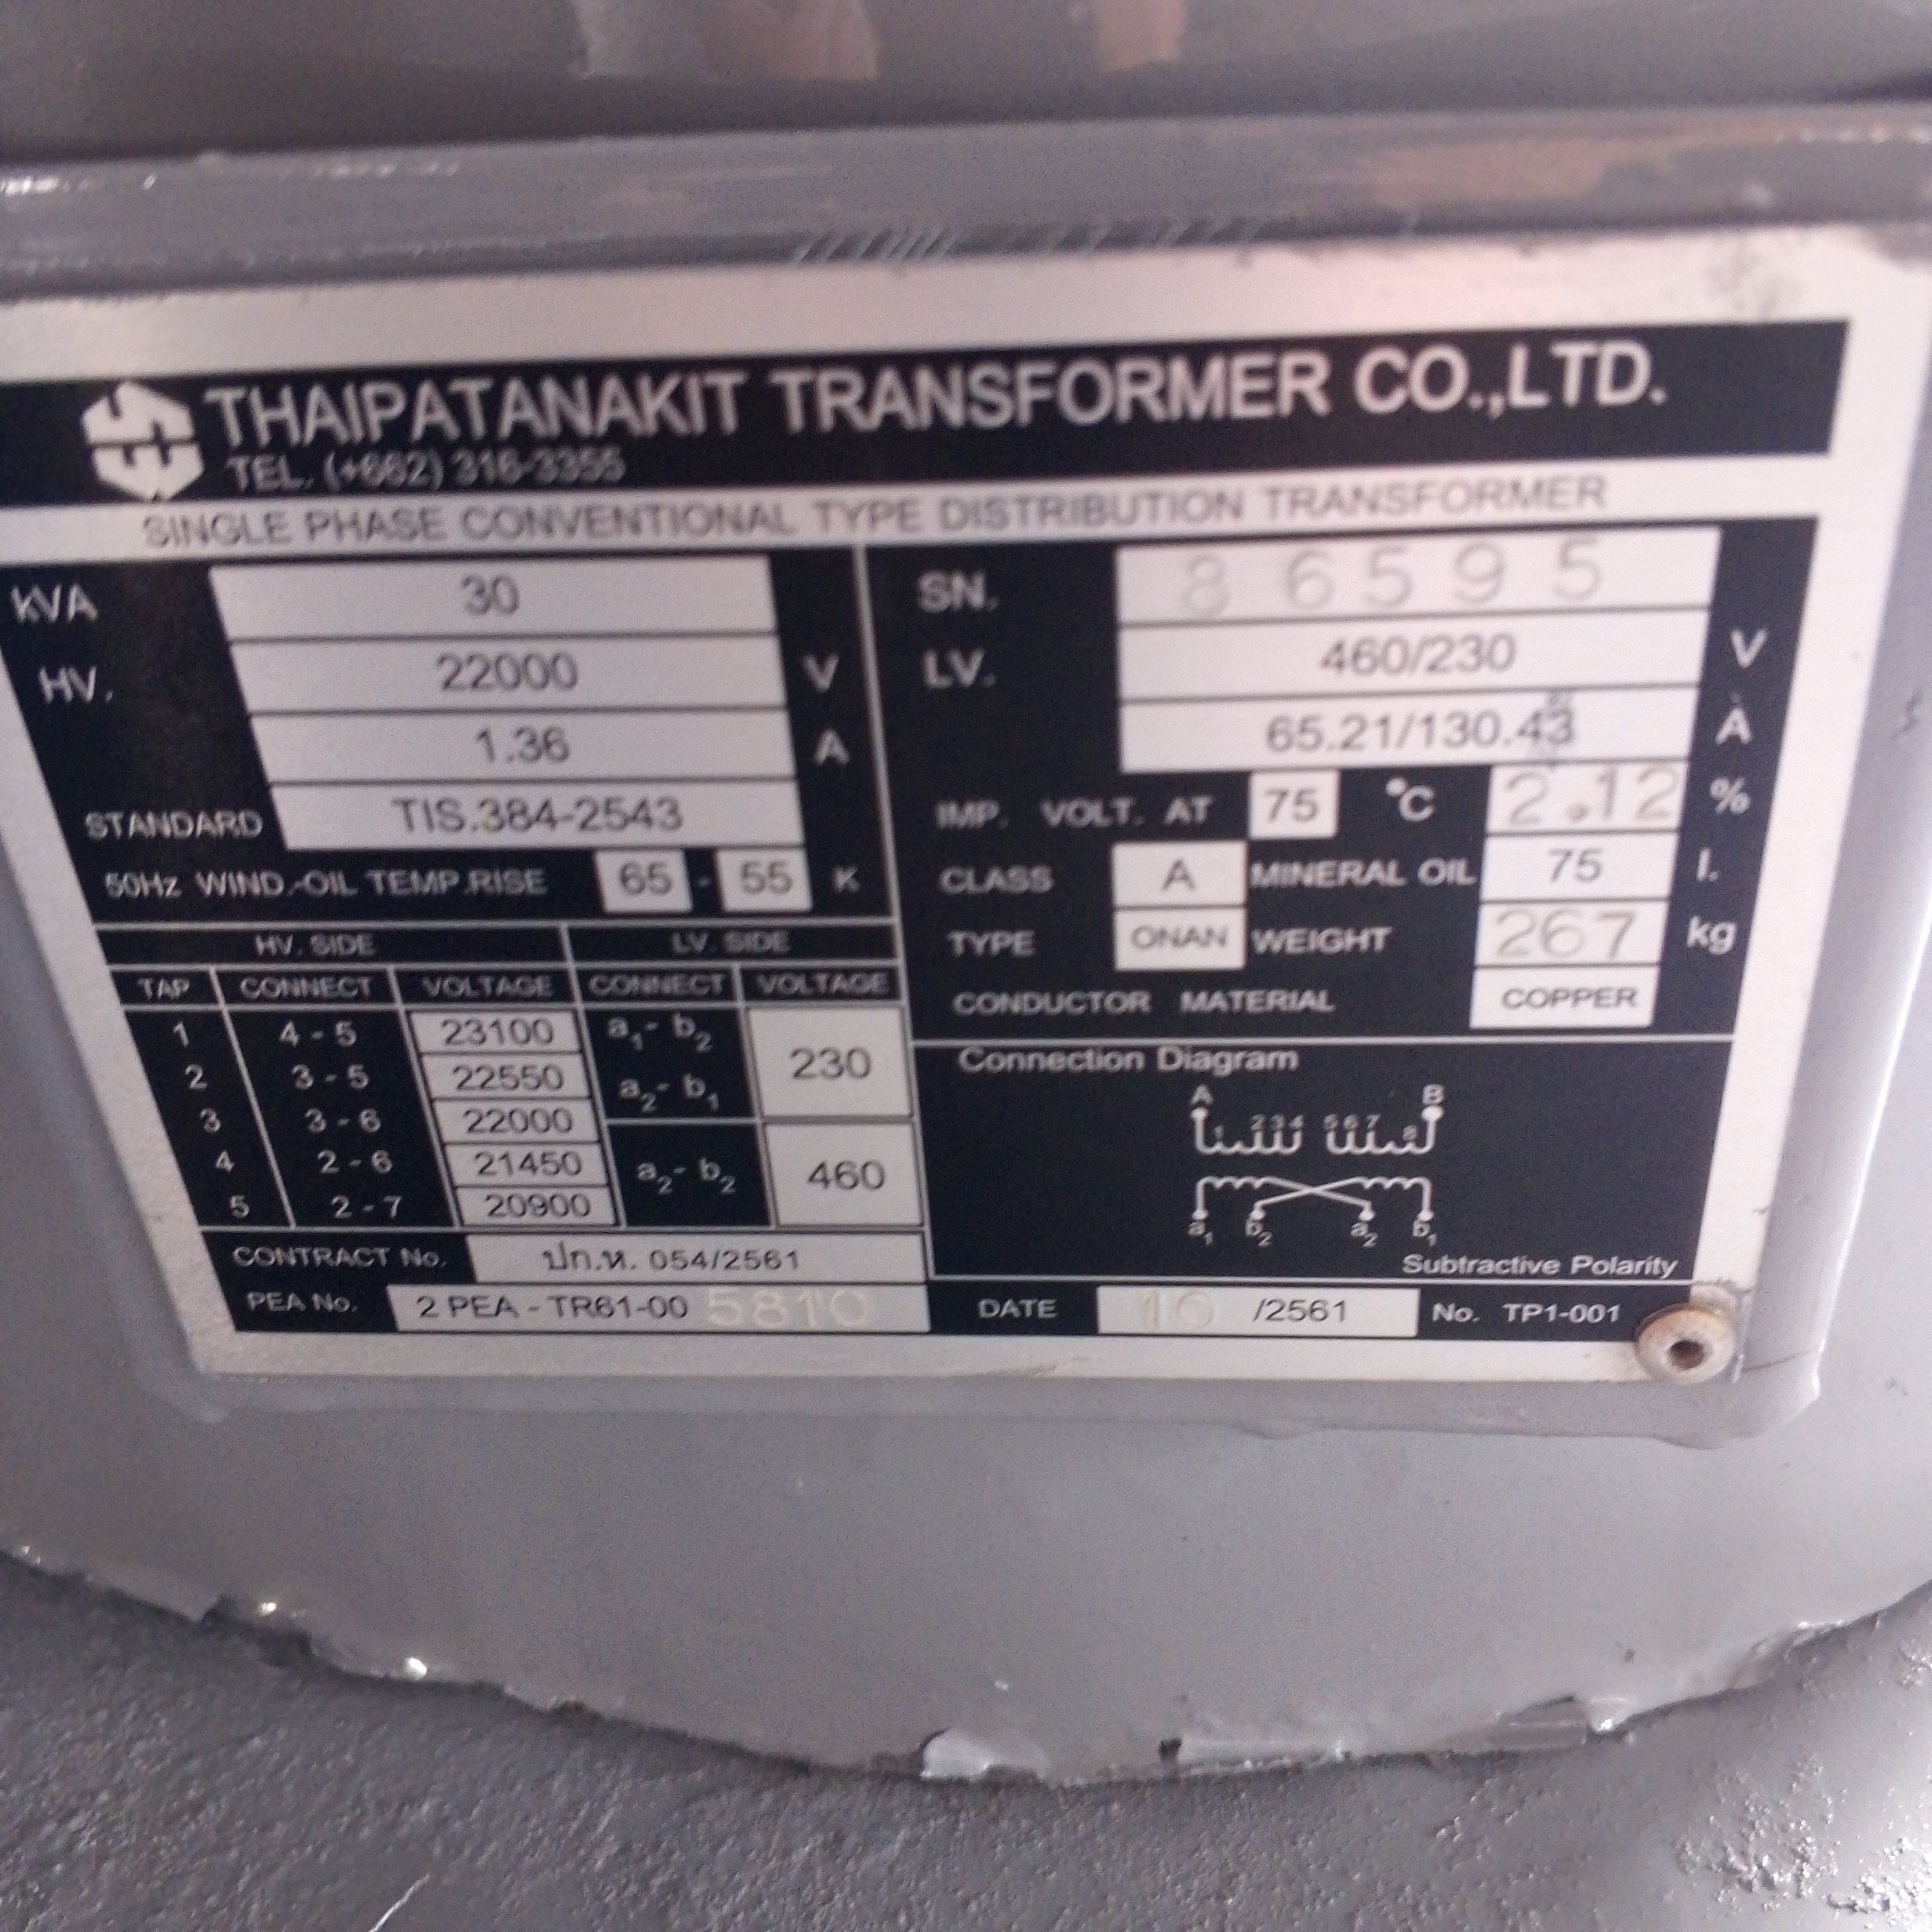 THAIPATANAKIT TRANSFORMER CO.,LTD.
TEL. (+662) 316-3355
SINGLE PHASE CONVENTIONAL TYPE DISTRIBUTION TRANSFORMER
kVA 30
HV. 22000 V
1.36 A
STANDARD TIS.384-2543
50Hz WIND.-OIL TEMP.RISE 65 - 55 K
HV. SIDE LV. SIDE
TAP CONNECT VOLTAGE CONNECT VOLTAGE
1 4 - 5 23100 a1- b2 230
2 3 - 5 22550 a2- b1
3 3 - 6 22000
4 2 - 6 21450 a2- b2 460
5 2 - 7 20900
CONTRACT No. ปก.ห. 054/2561
PEA No. 2 PEA - TR61-00 5810
SN. 86595
LV. 460/230 V
65.21/130.43 A
IMP. VOLT. AT 75 °C 2.12 %
CLASS A MINERAL OIL 75 l.
TYPE ONAN WEIGHT 267 kg
CONDUCTOR MATERIAL COPPER
Connection Diagram
A B
1 2 3 4 5 6 7 8
a1 b2 a2 b1
Subtractive Polarity
DATE 10 /2561 No. TP1-001